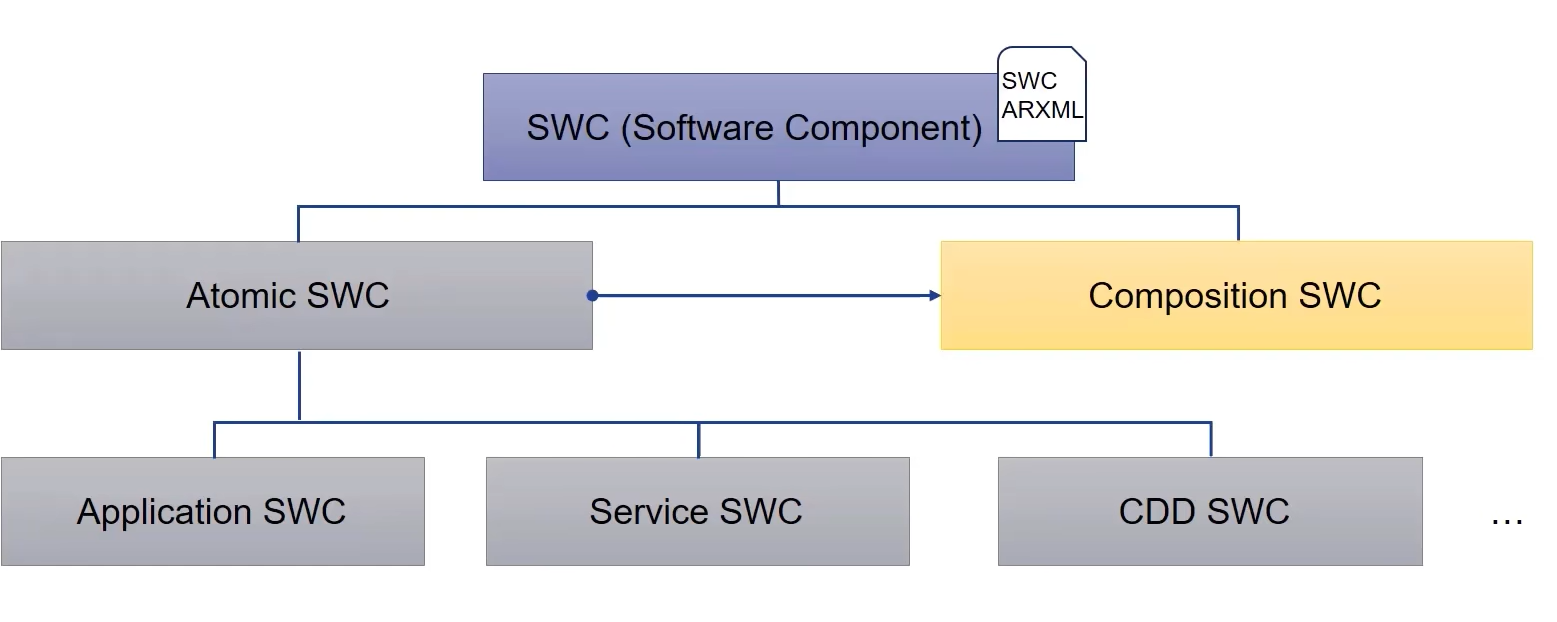 SWC
ARXML
SWC (Software Component)
Atomic SWC
Composition SWC
Application SWC
Service SWC
CDD SWC
...